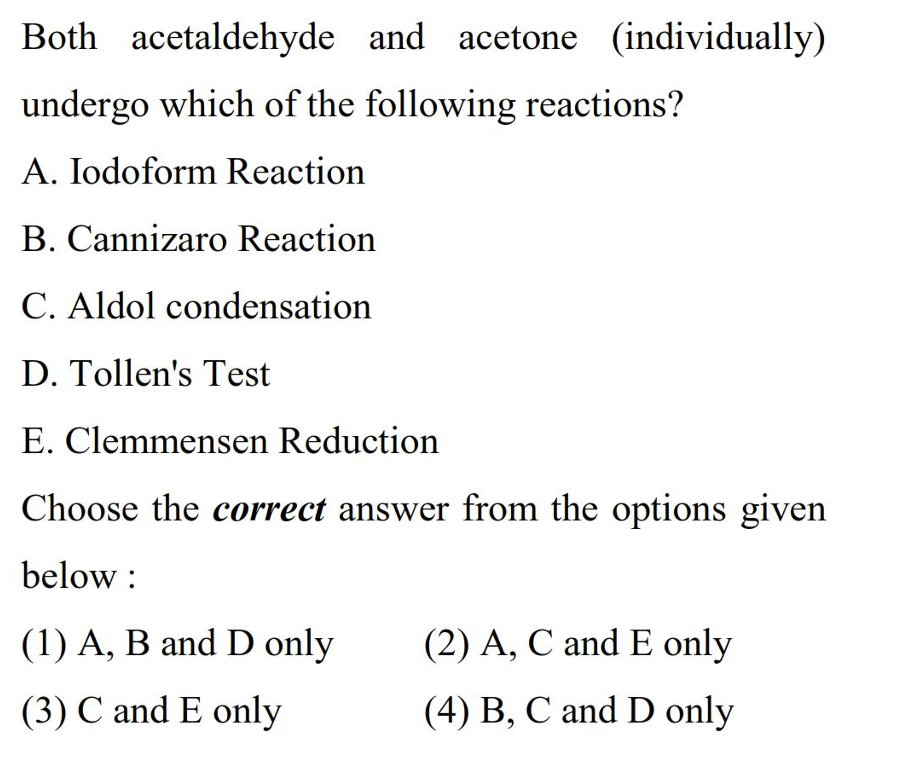 Both acetaldehyde and acetone (individually)
undergo which of the following reactions?
A. Iodoform Reaction
B. Cannizaro Reaction
C. Aldol condensation
D. Tollen's Test
E. Clemmensen Reduction
Choose the correct answer from the options given
below :
(1) A, B and D only (2) A, C and E only
(3) C and E only (4) B, C and D only